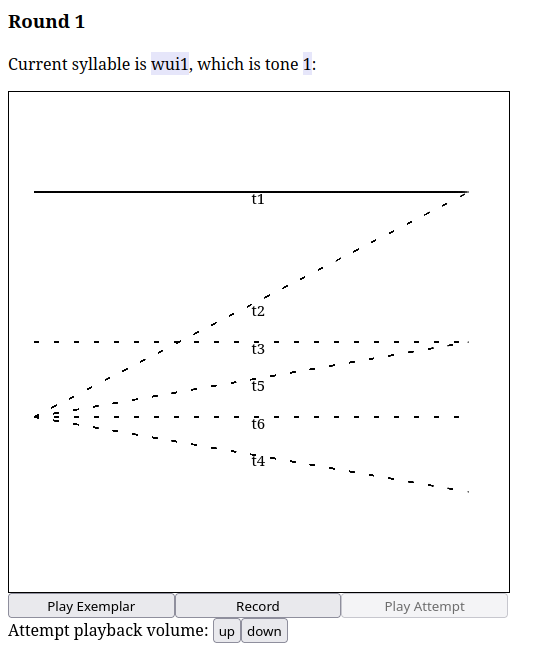 Round 1
Current syllable is wui1, which is tone 1:
t1
t2
t3
t5
t6
t4
Play Exemplar Record Play Attempt
Attempt playback volume: up down